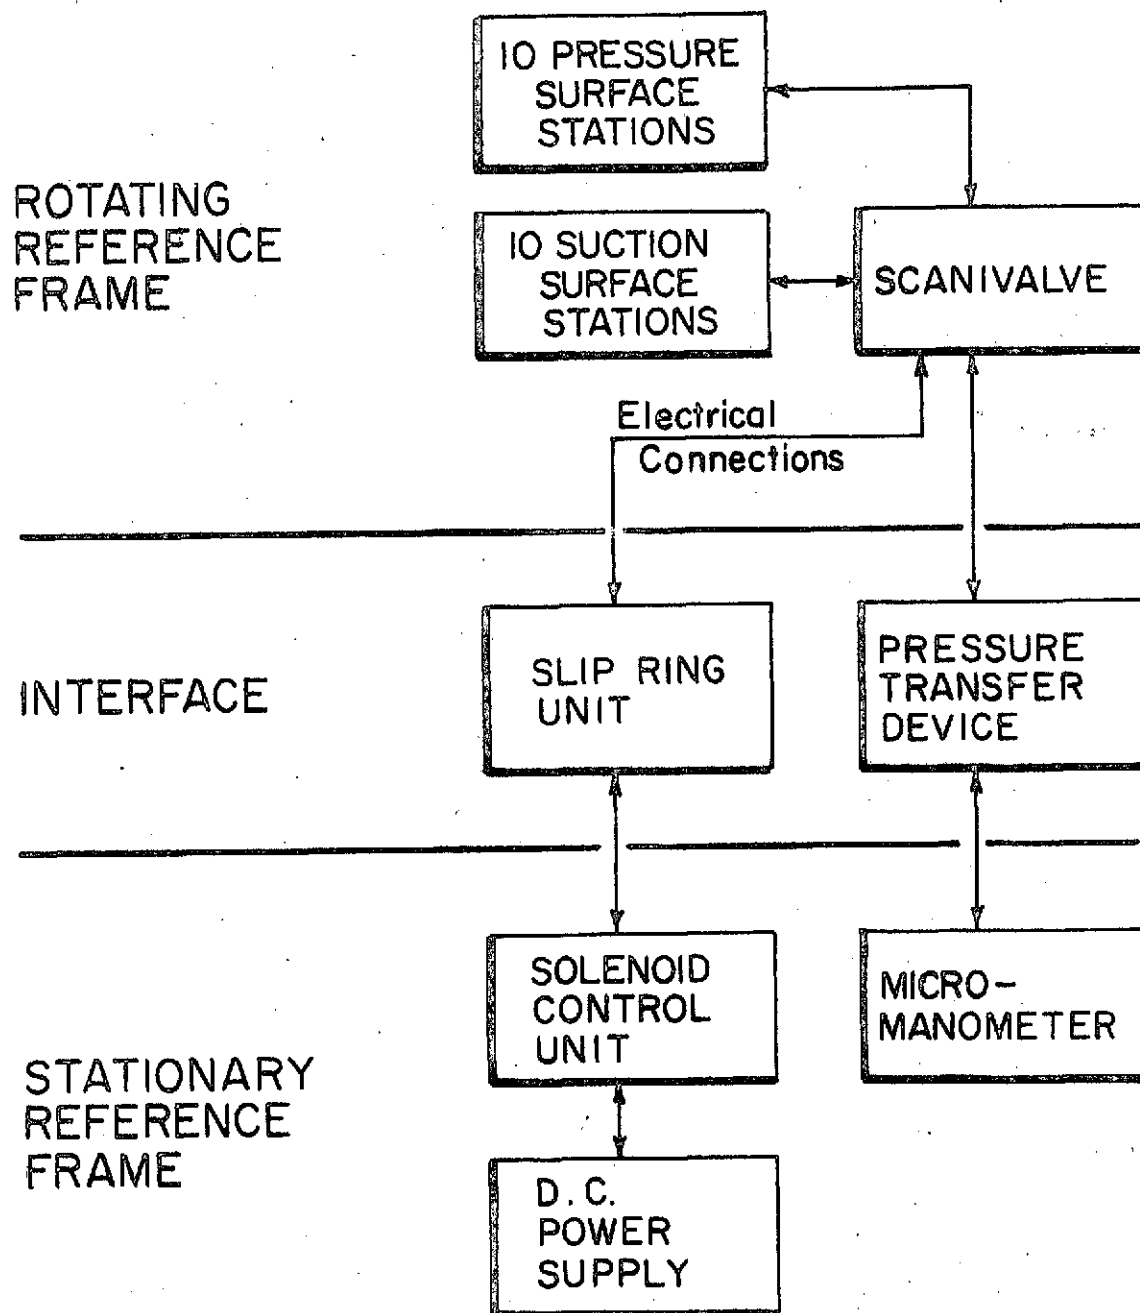 10 PRESSURE
SURFACE
STATIONS
ROTATING
REFERENCE
FRAME
10 SUCTION
SURFACE
STATIONS
SCANIVALVE
Electrical
Connections
INTERFACE
SLIP RING
UNIT
PRESSURE
TRANSFER
DEVICE
STATIONARY
REFERENCE
FRAME
SOLENOID
CONTROL
UNIT
MICRO-
MANOMETER
D.C.
POWER
SUPPLY